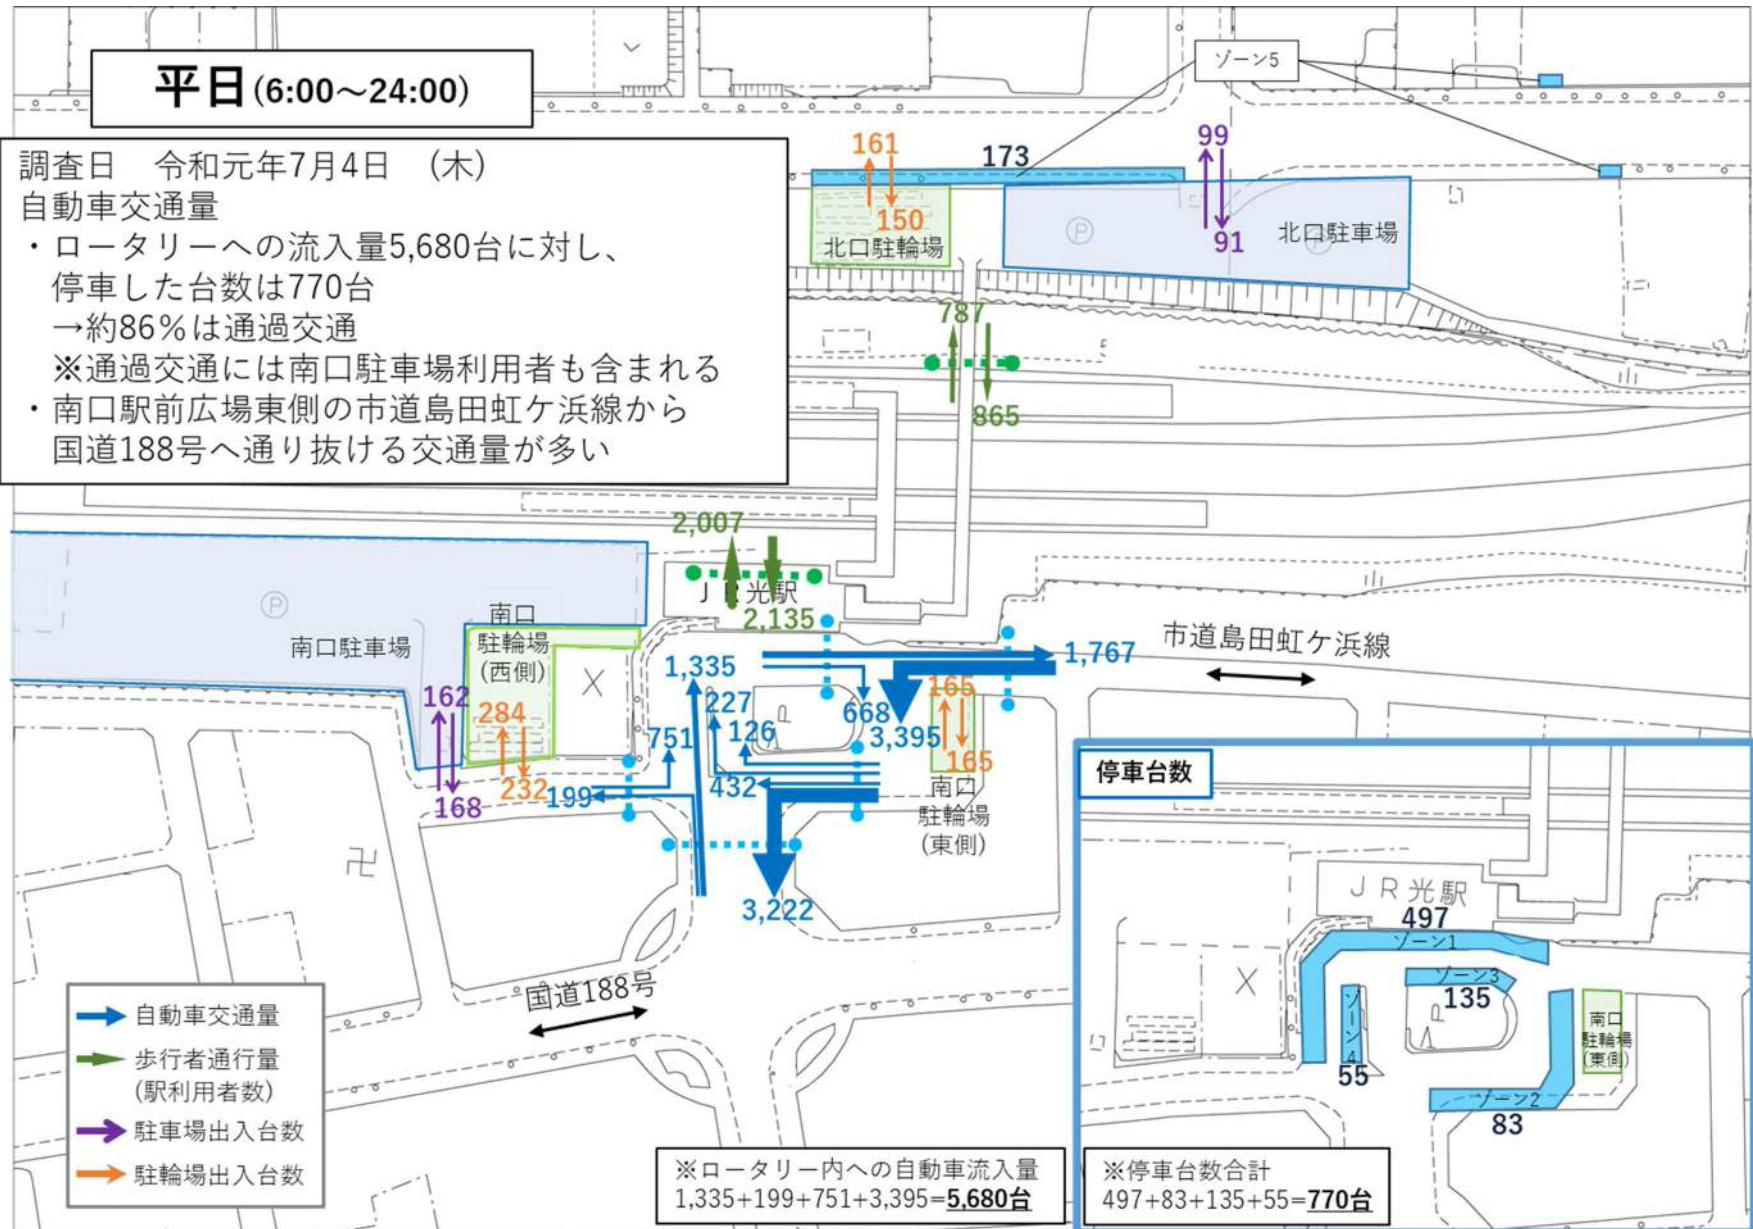 平日(6:00～24:00)
調査日　令和元年7月4日　(木)
自動車交通量
・ロータリーへの流入量5,680台に対し、
停車した台数は770台
→約86％は通過交通
※通過交通には南口駐車場利用者も含まれる
・南口駅前広場東側の市道島田虹ケ浜線から
国道188号へ通り抜ける交通量が多い
ゾーン5
161
173
99
150
91
北口駐輪場
北口駐車場
P
P
787
865
2,007
JR光駅
2,135
P
南口駐車場
南口
駐輪場
(西側)
1,335
1,767
市道島田虹ケ浜線
162
284
227
668
165
751
126
3,395
P
168
232
199
432
165
南口
駐輪場
(東側)
3,222
卍
国道188号
自動車交通量
歩行者通行量
(駅利用者数)
駐車場出入台数
駐輪場出入台数
※ロータリー内への自動車流入量
1,335+199+751+3,395=5,680台
停車台数
JR光駅
497
ゾーン1
ゾーン3
135
P
ゾーン4
55
ゾーン2
83
南口
駐輪場
(東側)
※停車台数合計
497+83+135+55=770台